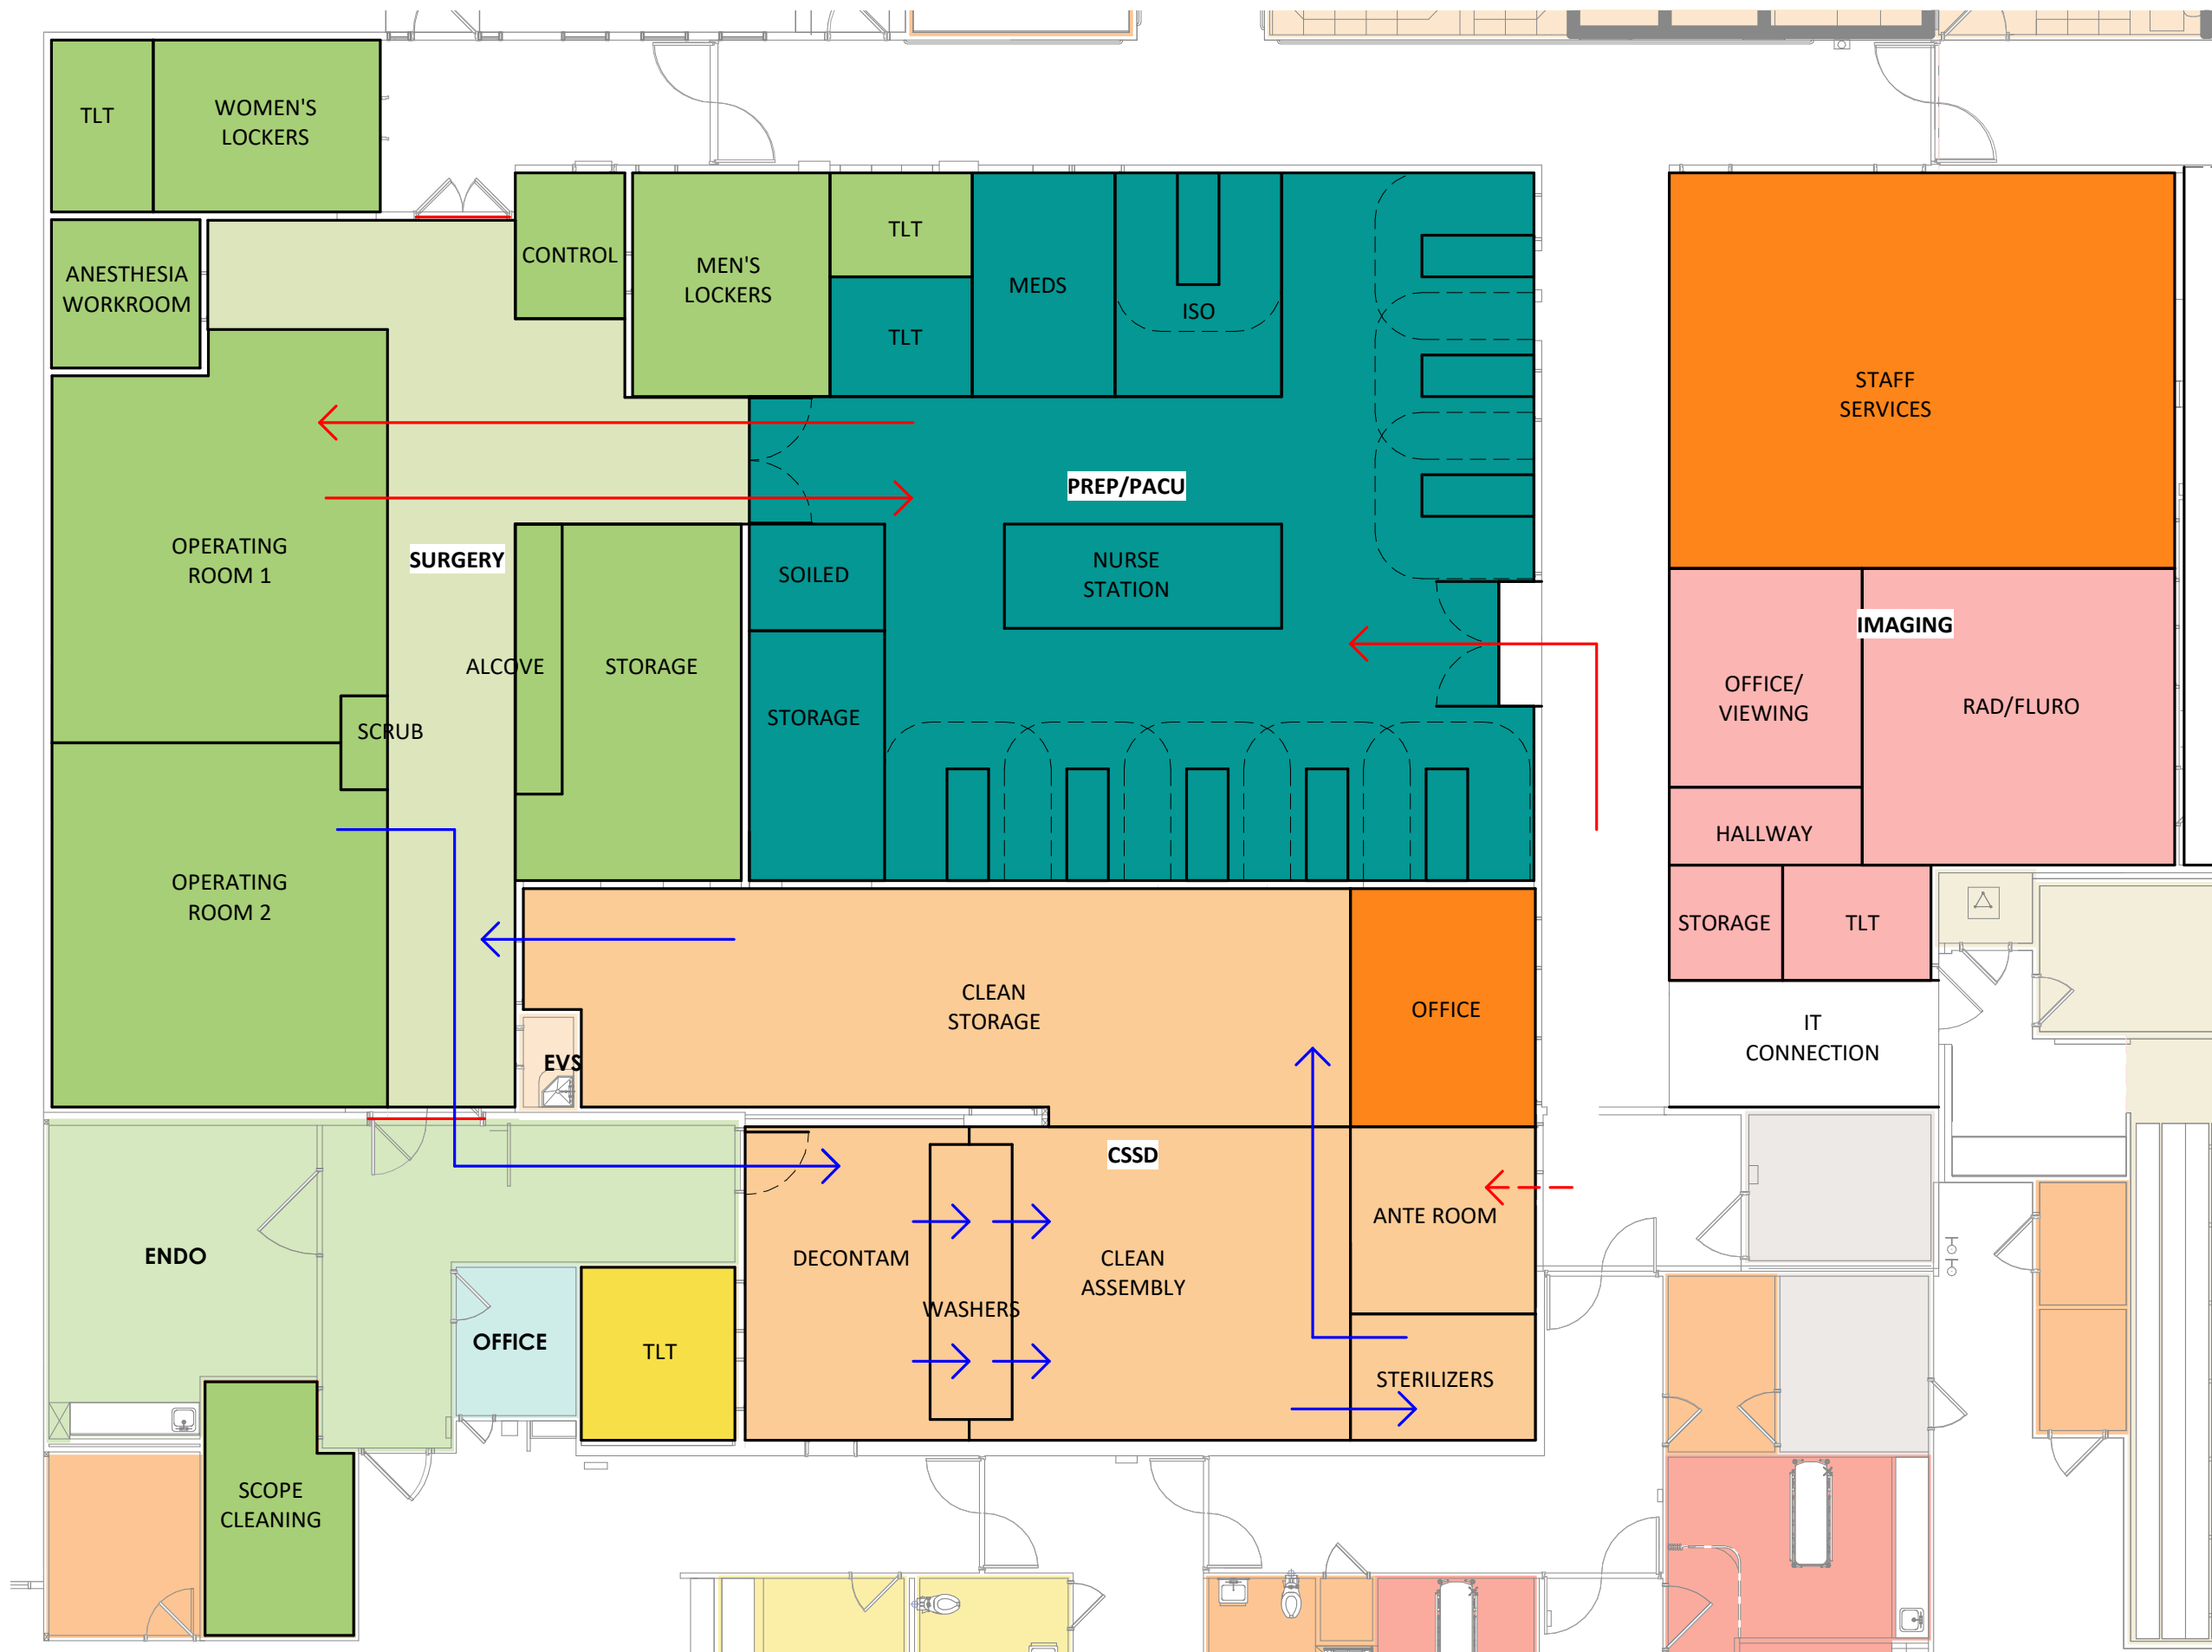 TLT
WOMEN'S
LOCKERS
ANESTHESIA
WORKROOM
CONTROL
MEN'S
LOCKERS
TLT
TLT
MEDS
ISO
STAFF
SERVICES
PREP/PACU
OPERATING
ROOM 1
SURGERY
SOILED
NURSE
STATION
IMAGING
ALCOVE
STORAGE
OFFICE/
VIEWING
RAD/FLURO
SCRUB
STORAGE
HALLWAY
OPERATING
ROOM 2
STORAGE
TLT
CLEAN
STORAGE
OFFICE
IT
CONNECTION
EVS
CSSD
ANTE ROOM
ENDO
DECONTAM
CLEAN
ASSEMBLY
WASHERS
OFFICE
TLT
STERILIZERS
SCOPE
CLEANING